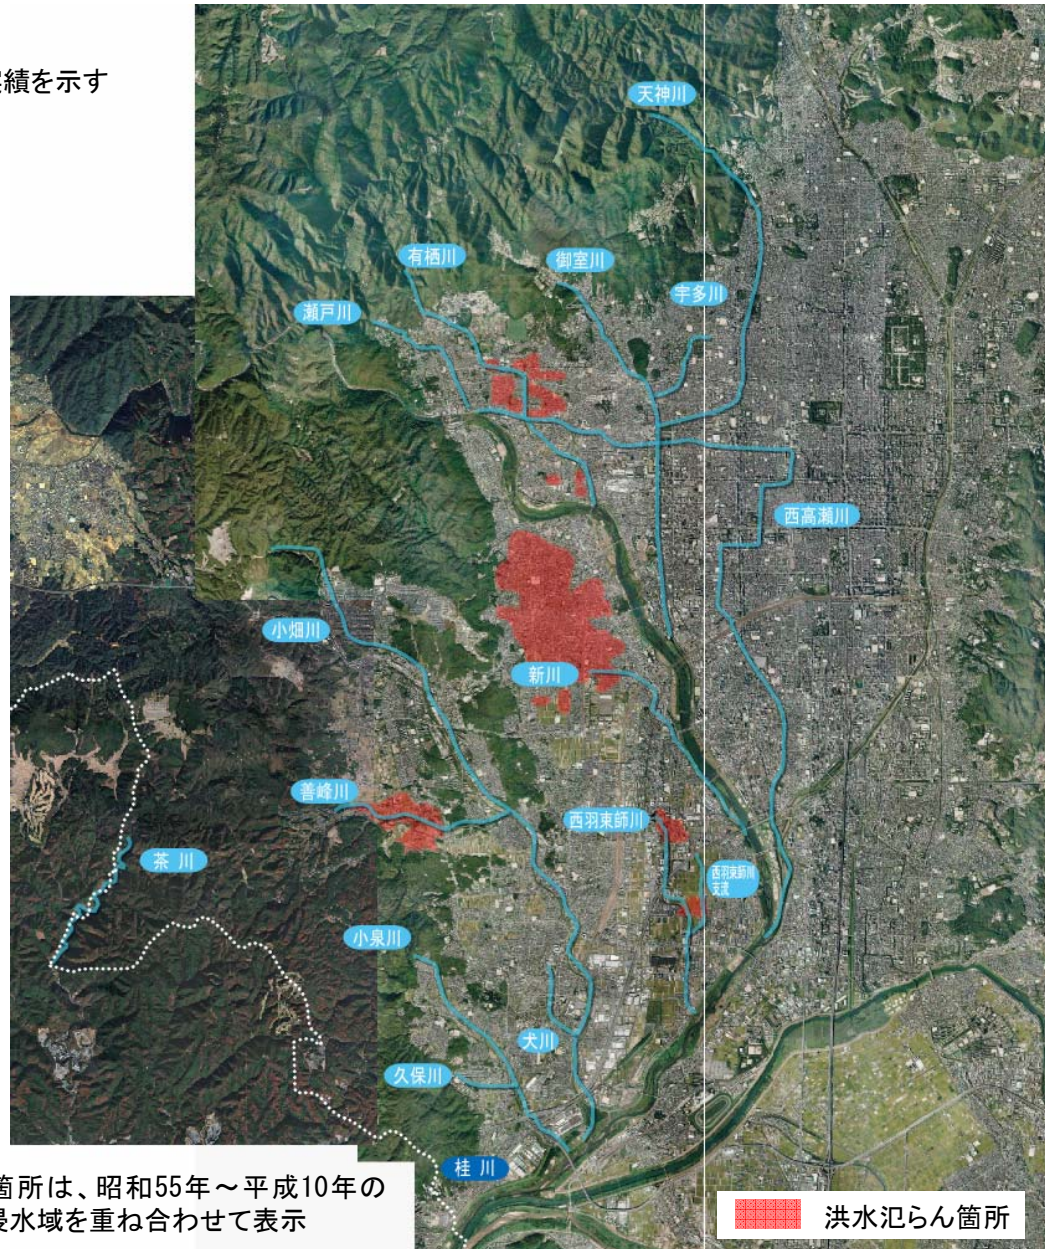 績を示す
天神川
有栖川
御室川
宇多川
瀬戸川
西高瀬川
小畑川
新川
善峰川
西羽束師川
茶川
西羽束師川
支流
小泉川
犬川
久保川
桂川
箇所は、昭和55年～平成10年の
浸水域を重ね合わせて表示
洪水氾らん箇所